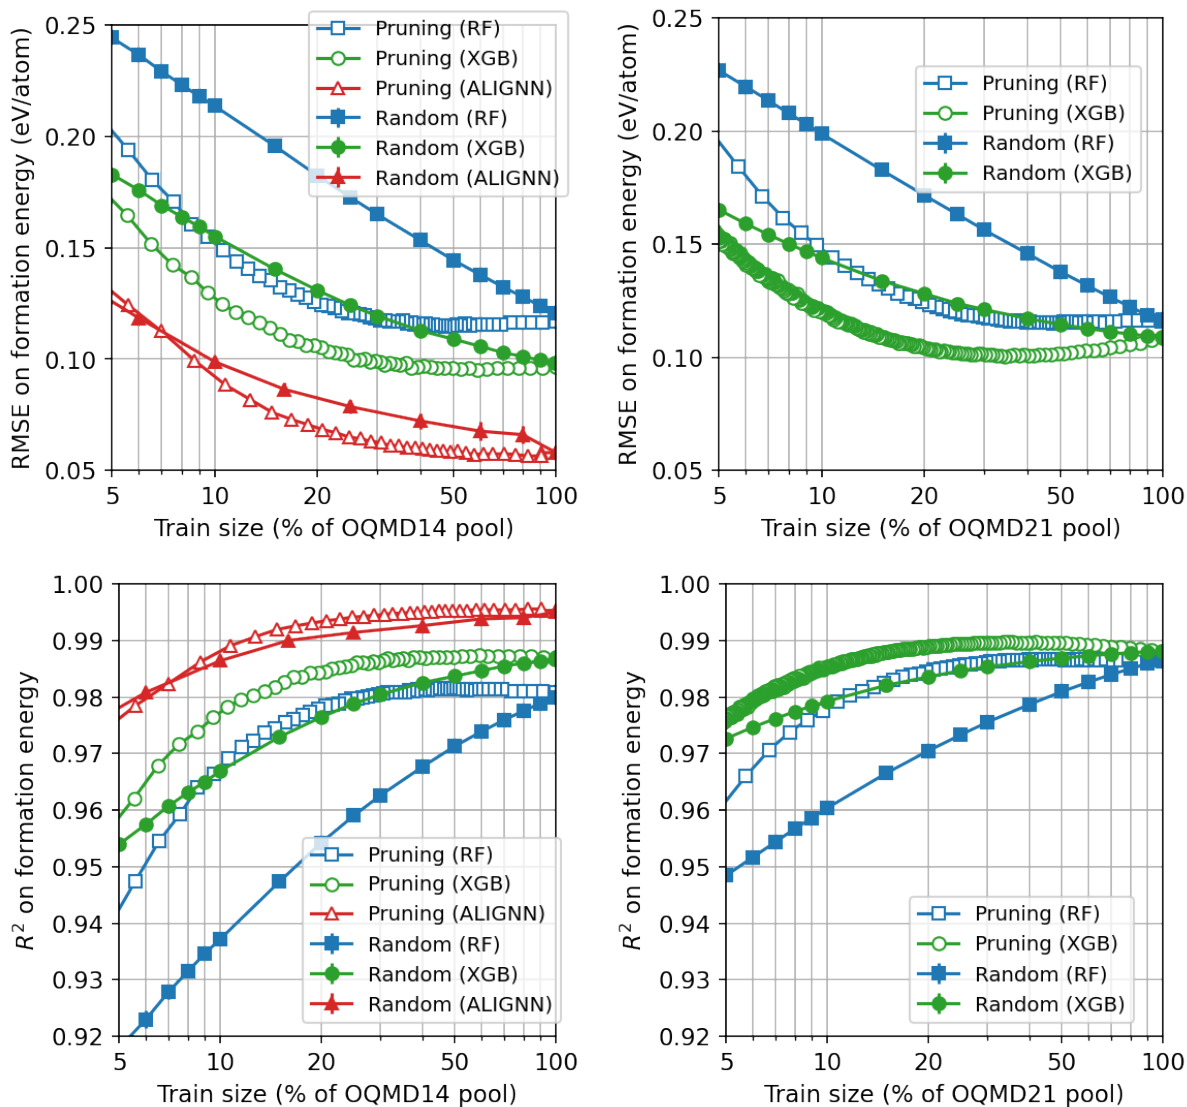 RMSE on formation energy (eV/atom)
0.25
0.20
0.15
0.10
0.05
Pruning (RF)
Pruning (XGB)
Pruning (ALIGNN)
Random (RF)
Random (XGB)
Random (ALIGNN)
5 10 20 50 100
Train size (% of OQMD14 pool)
RMSE on formation energy (eV/atom)
0.25
0.20
0.15
0.10
0.05
Pruning (RF)
Pruning (XGB)
Random (RF)
Random (XGB)
5 10 20 50 100
Train size (% of OQMD21 pool)
R² on formation energy
1.00
0.99
0.98
0.97
0.96
0.95
0.94
0.93
0.92
Pruning (RF)
Pruning (XGB)
Pruning (ALIGNN)
Random (RF)
Random (XGB)
Random (ALIGNN)
5 10 20 50 100
Train size (% of OQMD14 pool)
R² on formation energy
1.00
0.99
0.98
0.97
0.96
0.95
0.94
0.93
0.92
Pruning (RF)
Pruning (XGB)
Random (RF)
Random (XGB)
5 10 20 50 100
Train size (% of OQMD21 pool)